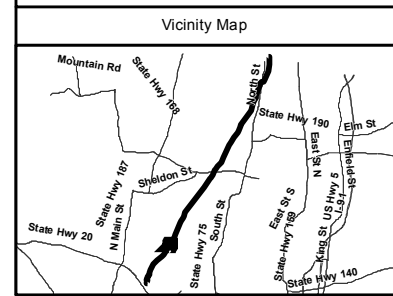 Vicinity Map
Mountain Rd
State Hwy 168
North St
State Hwy 190
Elm St
East St N
Enfield St
State Hwy 187
Sheldon St
N Main St
State Hwy 20
State Hwy 75
South St
East St S
State Hwy 159
US Hwy 5
I-91
King St
State Hwy 140